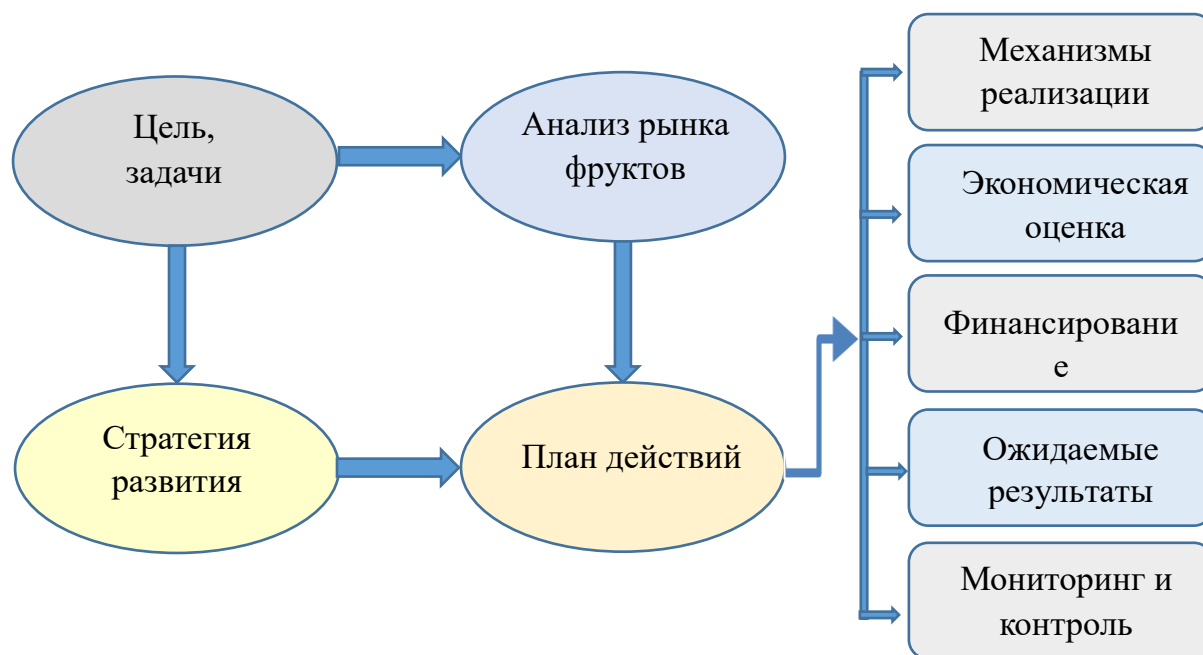 Цель,
задачи
Анализ рынка
фруктов
Стратегия
развития
План действий
Механизмы
реализации
Экономическая
оценка
Финансировани
е
Ожидаемые
результаты
Мониторинг и
контроль